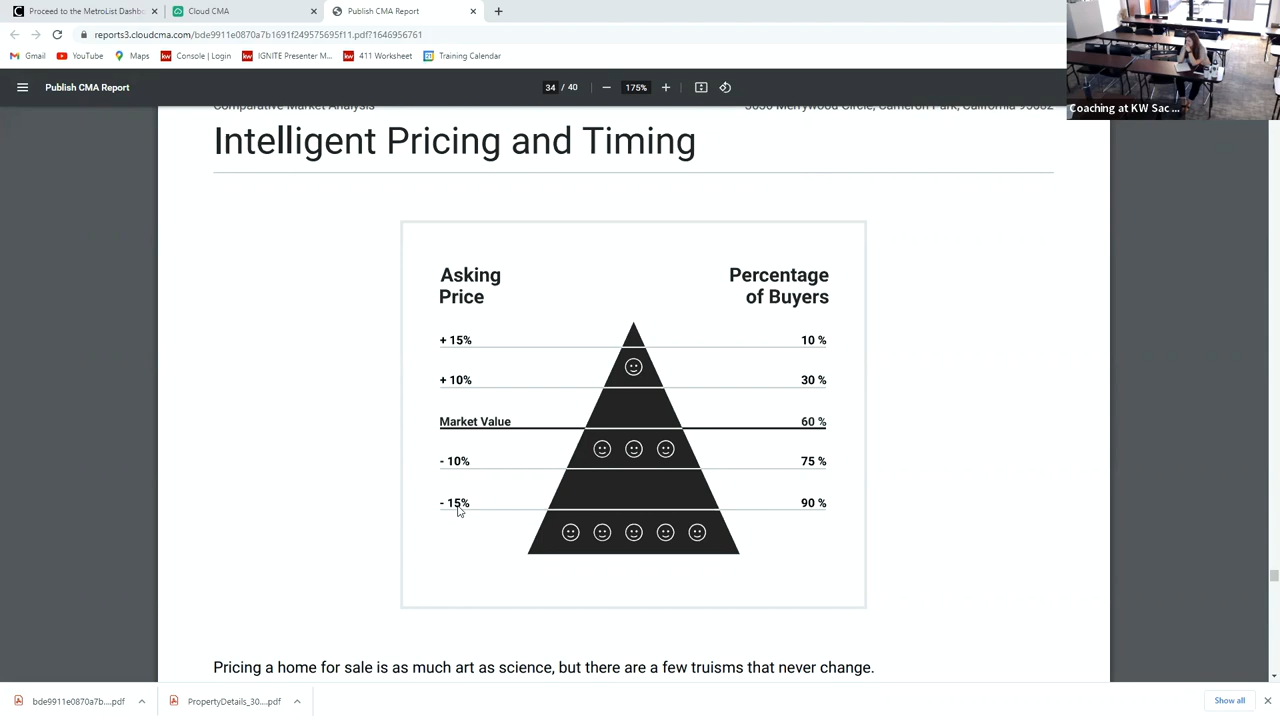 Proceed to the MetroList Dashbo
Cloud CMA
Publish CMA Report
reports3.cloudcma.com/bde9911e0870a7b1691f249575695f11.pdf?1646956761
Gmail
YouTube
Maps
Console | Login
IGNITE Presenter M...
411 Worksheet
Training Calendar
Publish CMA Report
34 / 40
175%
Coaching at KW Sac ...
Comparative Market Analysis
Intelligent Pricing and Timing
Asking Price
Percentage of Buyers
+ 15% 10 %
+ 10% 30 %
Market Value 60 %
- 10% 75 %
- 15% 90 %
Pricing a home for sale is as much art as science, but there are a few truisms that never change.
bde9911e0870a7b....pdf
PropertyDetails_30....pdf
Show all